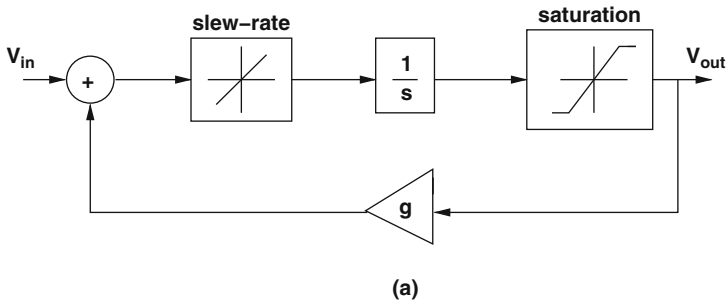 slew-rate
saturation
V_in
+
1
s
V_out
g
(a)